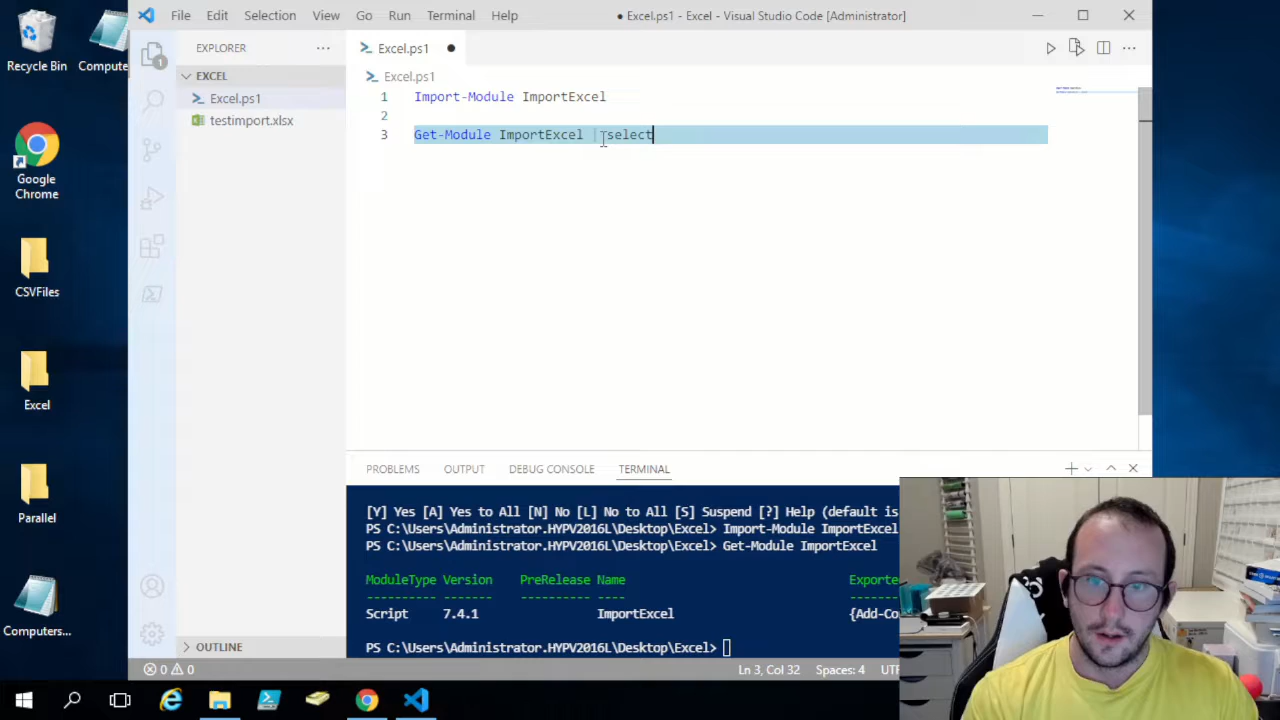 Recycle Bin
Compute
Google Chrome
CSVFiles
Excel
Parallel
Computers...
File Edit Selection View Go Run Terminal Help
● Excel.ps1 - Excel - Visual Studio Code [Administrator]
EXPLORER
1
EXCEL
Excel.ps1
testimport.xlsx
OUTLINE
Excel.ps1
Excel.ps1
1 Import-Module ImportExcel
2
3 Get-Module ImportExcel | select
PROBLEMS OUTPUT DEBUG CONSOLE TERMINAL
[Y] Yes [A] Yes to All [N] No [L] No to All [S] Suspend [?] Help (default is
PS C:\Users\Administrator.HYPV2016L\Desktop\Excel> Import-Module ImportExcel
PS C:\Users\Administrator.HYPV2016L\Desktop\Excel> Get-Module ImportExcel
ModuleType Version PreRelease Name Exporte
---------- ------- ---------- ---- -------
Script 7.4.1 ImportExcel {Add-Co
PS C:\Users\Administrator.HYPV2016L\Desktop\Excel>
0 0 Ln 3, Col 32 Spaces: 4 UTF